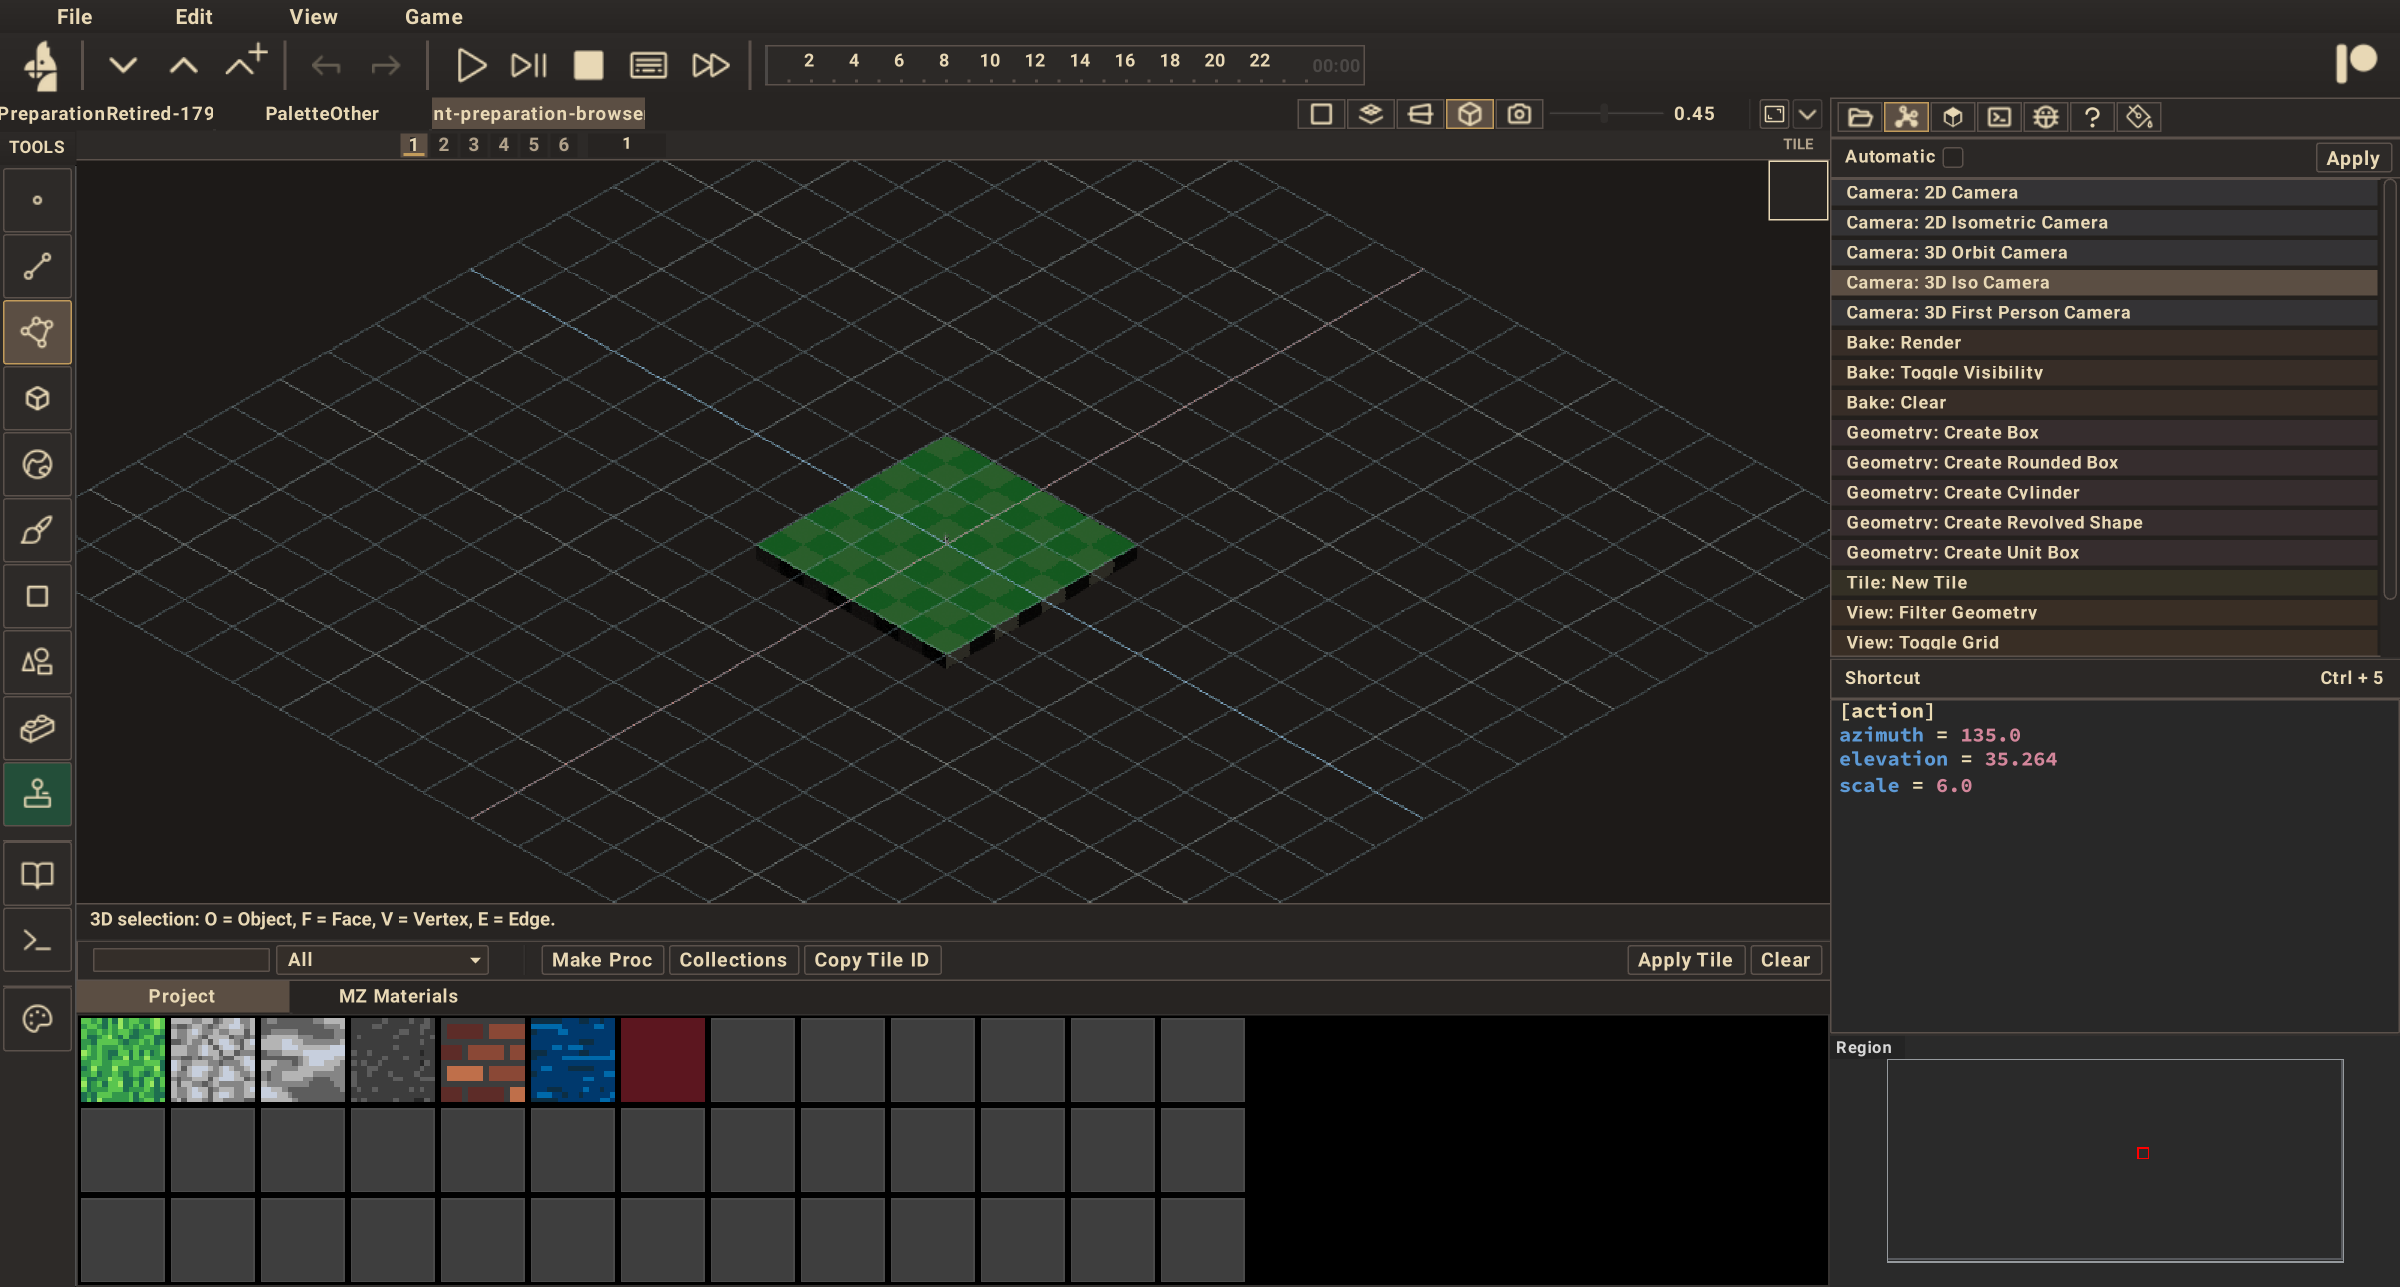 File Edit View Game
2 4 6 8 10 12 14 16 18 20 22 00:00
PreparationRetired-179 PaletteOther nt-preparation-browse 0.45
TOOLS 1 2 3 4 5 6 1 TILE
Automatic Apply
Camera: 2D Camera
Camera: 2D Isometric Camera
Camera: 3D Orbit Camera
Camera: 3D Iso Camera
Camera: 3D First Person Camera
Bake: Render
Bake: Toggle Visibility
Bake: Clear
Geometry: Create Box
Geometry: Create Rounded Box
Geometry: Create Cylinder
Geometry: Create Revolved Shape
Geometry: Create Unit Box
Tile: New Tile
View: Filter Geometry
View: Toggle Grid
Shortcut Ctrl + 5
[action]
azimuth = 135.0
elevation = 35.264
scale = 6.0
3D selection: O = Object, F = Face, V = Vertex, E = Edge.
All Make Proc Collections Copy Tile ID Apply Tile Clear
Project MZ Materials
Region